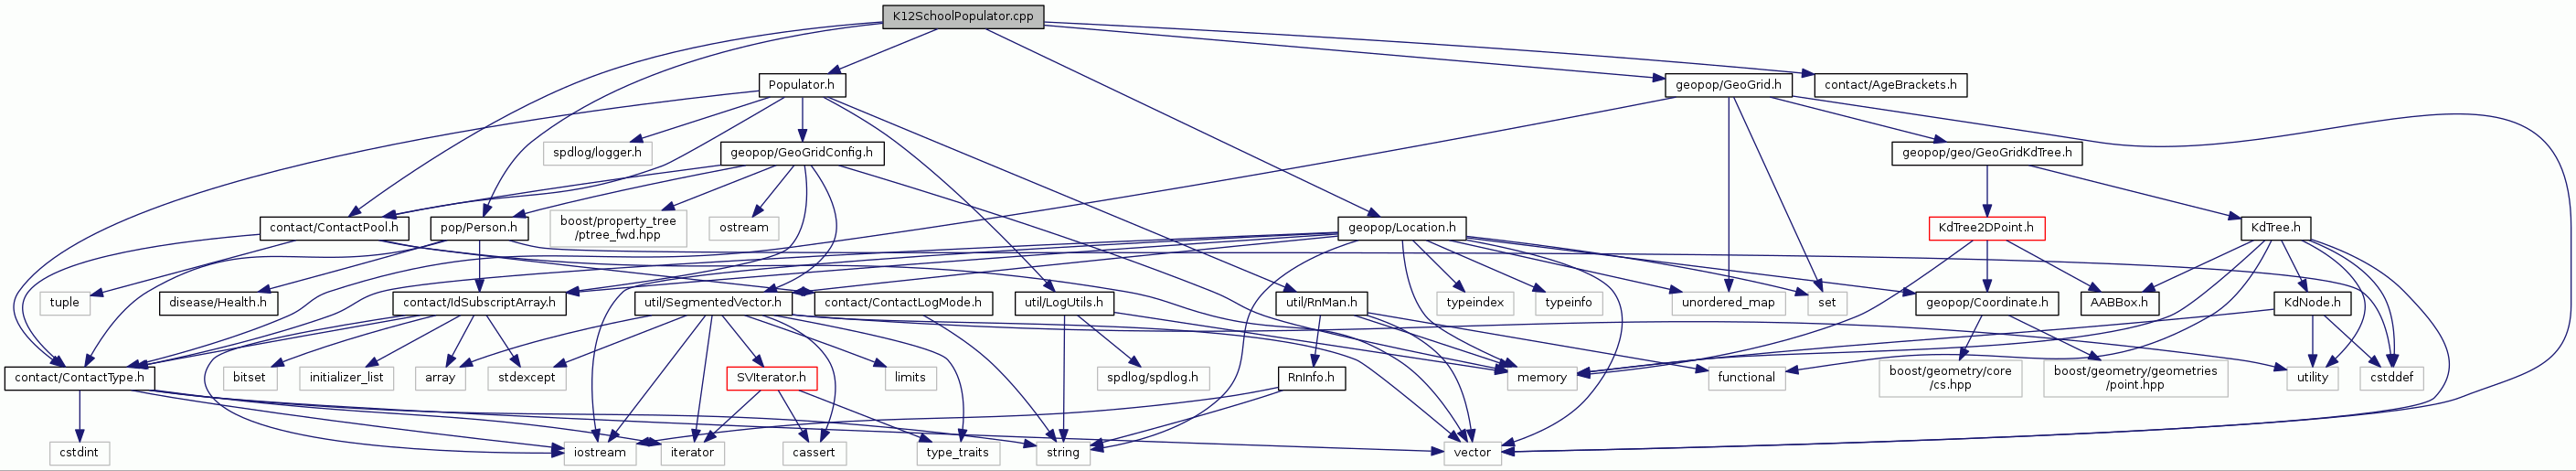 K12SchoolPopulator.cpp
Populator.h
geopop/GeoGrid.h
contact/AgeBrackets.h
spdlog/logger.h
geopop/GeoGridConfig.h
geopop/geo/GeoGridKdTree.h
contact/ContactPool.h
pop/Person.h
boost/property_tree
/ptree_fwd.hpp
ostream
geopop/Location.h
KdTree2DPoint.h
KdTree.h
tuple
disease/Health.h
contact/IdSubscriptArray.h
util/SegmentedVector.h
contact/ContactLogMode.h
util/LogUtils.h
util/RnMan.h
typeindex
typeinfo
unordered_map
set
geopop/Coordinate.h
AABBox.h
KdNode.h
contact/ContactType.h
bitset
initializer_list
array
stdexcept
SVIterator.h
limits
spdlog/spdlog.h
RnInfo.h
memory
functional
boost/geometry/core
/cs.hpp
boost/geometry/geometries
/point.hpp
utility
cstddef
cstdint
iostream
iterator
cassert
type_traits
string
vector